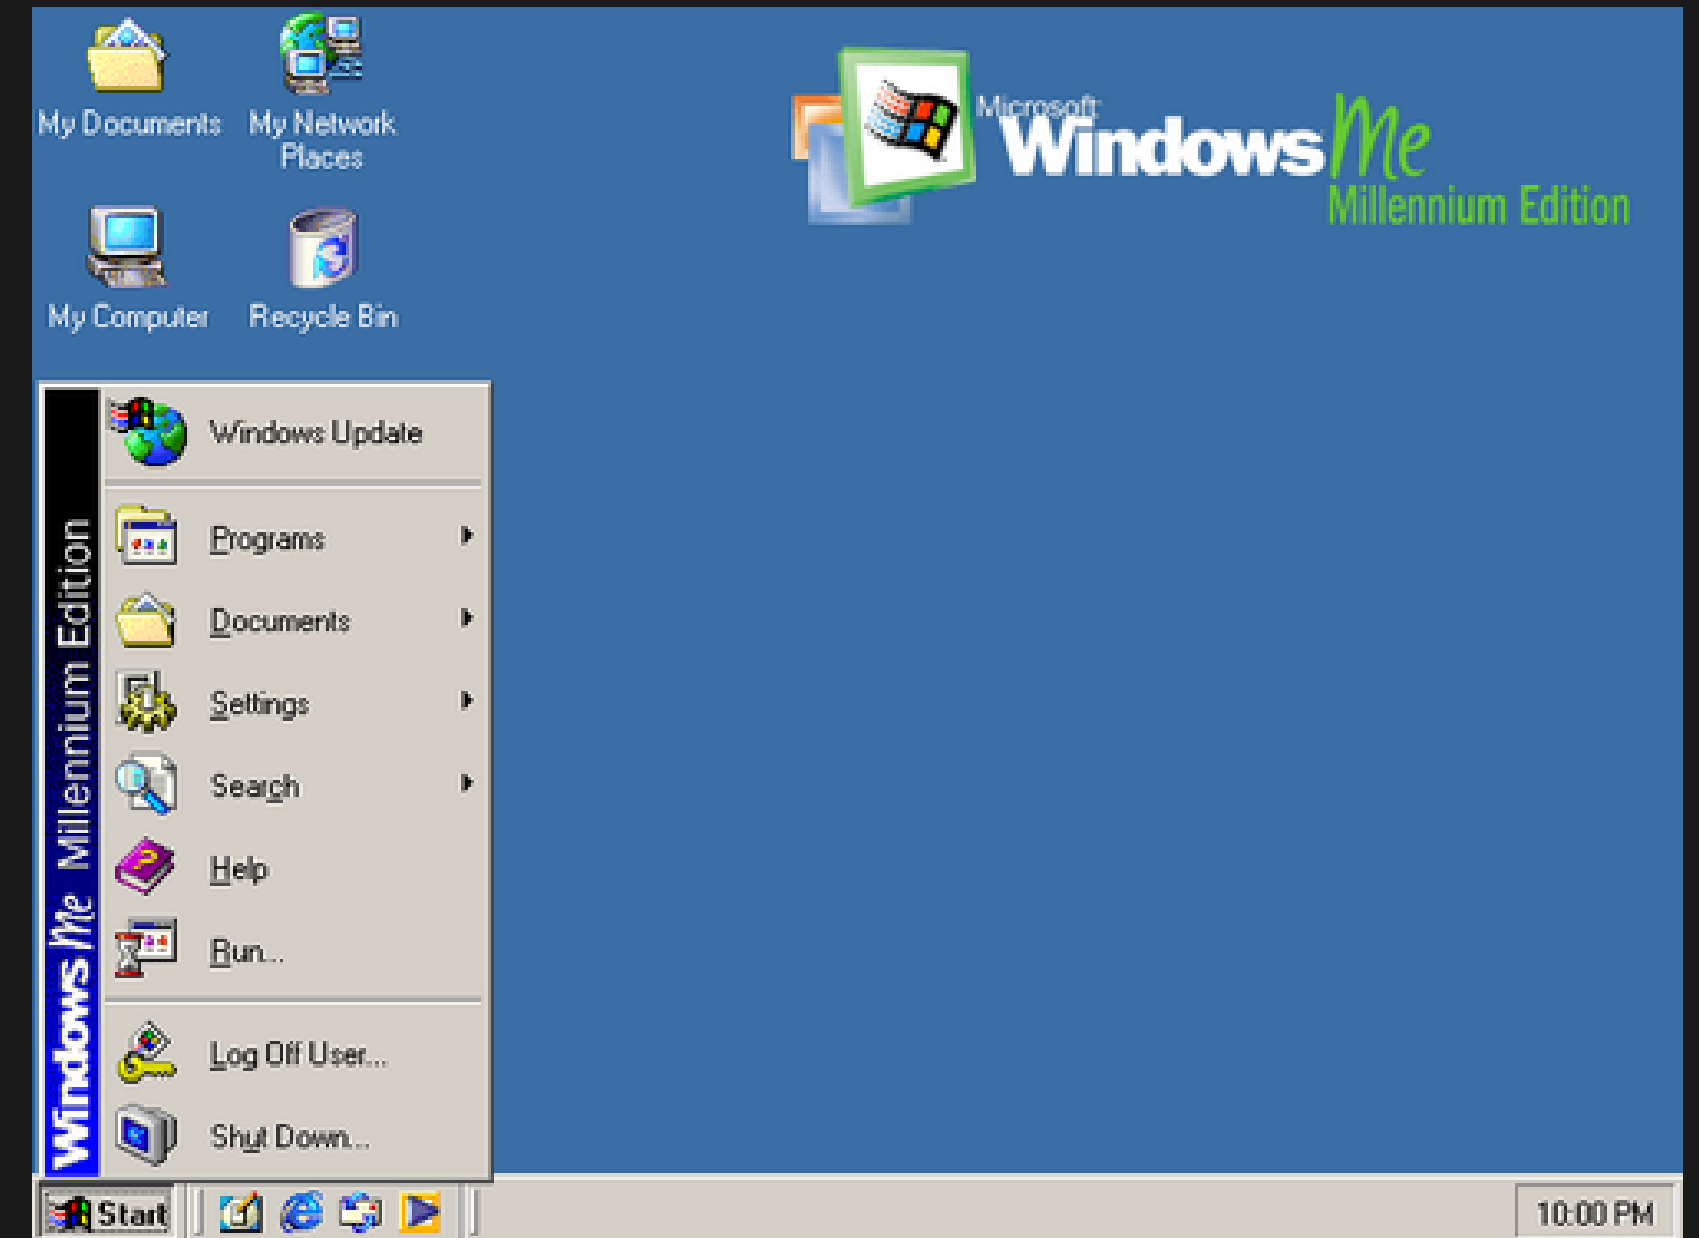 My Documents
My Network
Places
My Computer
Recycle Bin
Microsoft
Windows Me
Millennium Edition
Windows Update
Programs
Documents
Settings
Search
Help
Run...
Log Off User...
Shut Down...
Windows Me Millennium Edition
Start
10:00 PM